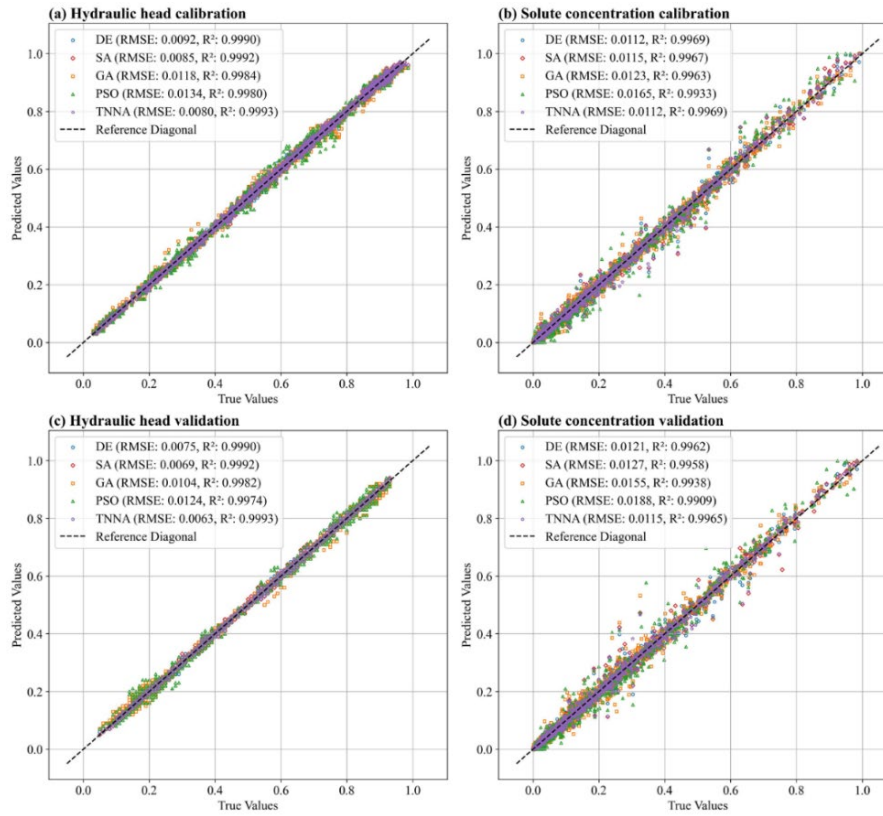 (a) Hydraulic head calibration
DE (RMSE: 0.0092, R²: 0.9990)
SA (RMSE: 0.0085, R²: 0.9992)
GA (RMSE: 0.0118, R²: 0.9984)
PSO (RMSE: 0.0134, R²: 0.9980)
TNNA (RMSE: 0.0080, R²: 0.9993)
Reference Diagonal
1.0
0.8
0.6
0.4
0.2
0.0
Predicted Values
0.0 0.2 0.4 0.6 0.8 1.0
True Values
(b) Solute concentration calibration
DE (RMSE: 0.0112, R²: 0.9969)
SA (RMSE: 0.0115, R²: 0.9967)
GA (RMSE: 0.0123, R²: 0.9963)
PSO (RMSE: 0.0165, R²: 0.9933)
TNNA (RMSE: 0.0112, R²: 0.9969)
Reference Diagonal
1.0
0.8
0.6
0.4
0.2
0.0
Predicted Values
0.0 0.2 0.4 0.6 0.8 1.0
True Values
(c) Hydraulic head validation
DE (RMSE: 0.0075, R²: 0.9990)
SA (RMSE: 0.0069, R²: 0.9992)
GA (RMSE: 0.0104, R²: 0.9982)
PSO (RMSE: 0.0124, R²: 0.9974)
TNNA (RMSE: 0.0063, R²: 0.9993)
Reference Diagonal
1.0
0.8
0.6
0.4
0.2
0.0
Predicted Values
0.0 0.2 0.4 0.6 0.8 1.0
True Values
(d) Solute concentration validation
DE (RMSE: 0.0121, R²: 0.9962)
SA (RMSE: 0.0127, R²: 0.9958)
GA (RMSE: 0.0155, R²: 0.9938)
PSO (RMSE: 0.0188, R²: 0.9909)
TNNA (RMSE: 0.0115, R²: 0.9965)
Reference Diagonal
1.0
0.8
0.6
0.4
0.2
0.0
Predicted Values
0.0 0.2 0.4 0.6 0.8 1.0
True Values